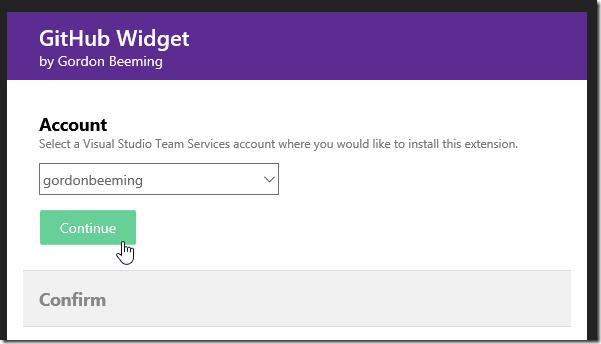 GitHub Widget
by Gordon Beeming
Account
Select a Visual Studio Team Services account where you would like to install this extension.
gordonbeeming
Continue
Confirm